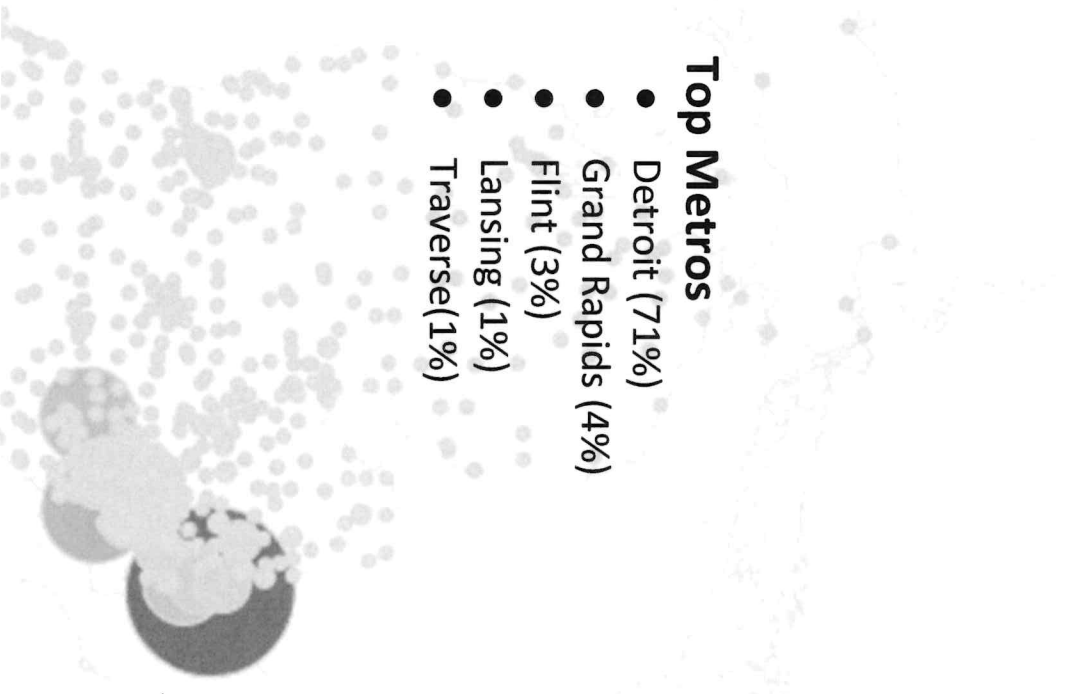 Top Metros
• Detroit (71%)
• Grand Rapids (4%)
• Flint (3%)
• Lansing (1%)
• Traverse(1%)